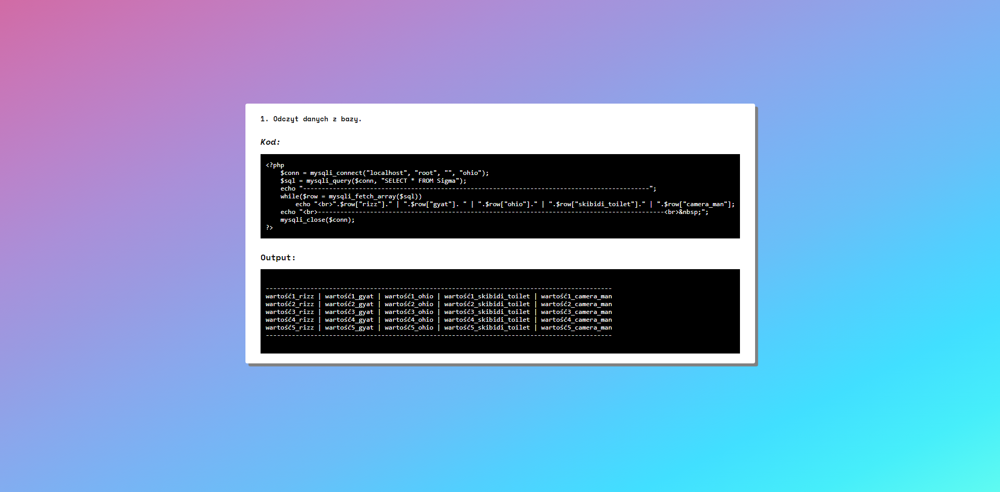 1. Odczyt danych z bazy.
Kod:
<?php
    $conn = mysqli_connect("localhost", "root", "", "ohio");
    $sql = mysqli_query($conn, "SELECT * FROM Sigma");
    echo "---------------------------------------------------------------------------------------------";
    while($row = mysqli_fetch_array($sql))
        echo "<br>".$row["rizz"]." | ".$row["gyat"]. " | ".$row["ohio"]." | ".$row["skibidi_toilet"]." | ".$row["camera_man"];
    echo "<br>---------------------------------------------------------------------------------------------<br>&nbsp;";
    mysqli_close($conn);
?>
Output:
---------------------------------------------------------------------------------------------
wartość1_rizz | wartość1_gyat | wartość1_ohio | wartość1_skibidi_toilet | wartość1_camera_man
wartość2_rizz | wartość2_gyat | wartość2_ohio | wartość2_skibidi_toilet | wartość2_camera_man
wartość3_rizz | wartość3_gyat | wartość3_ohio | wartość3_skibidi_toilet | wartość3_camera_man
wartość4_rizz | wartość4_gyat | wartość4_ohio | wartość4_skibidi_toilet | wartość4_camera_man
wartość5_rizz | wartość5_gyat | wartość5_ohio | wartość5_skibidi_toilet | wartość5_camera_man
---------------------------------------------------------------------------------------------